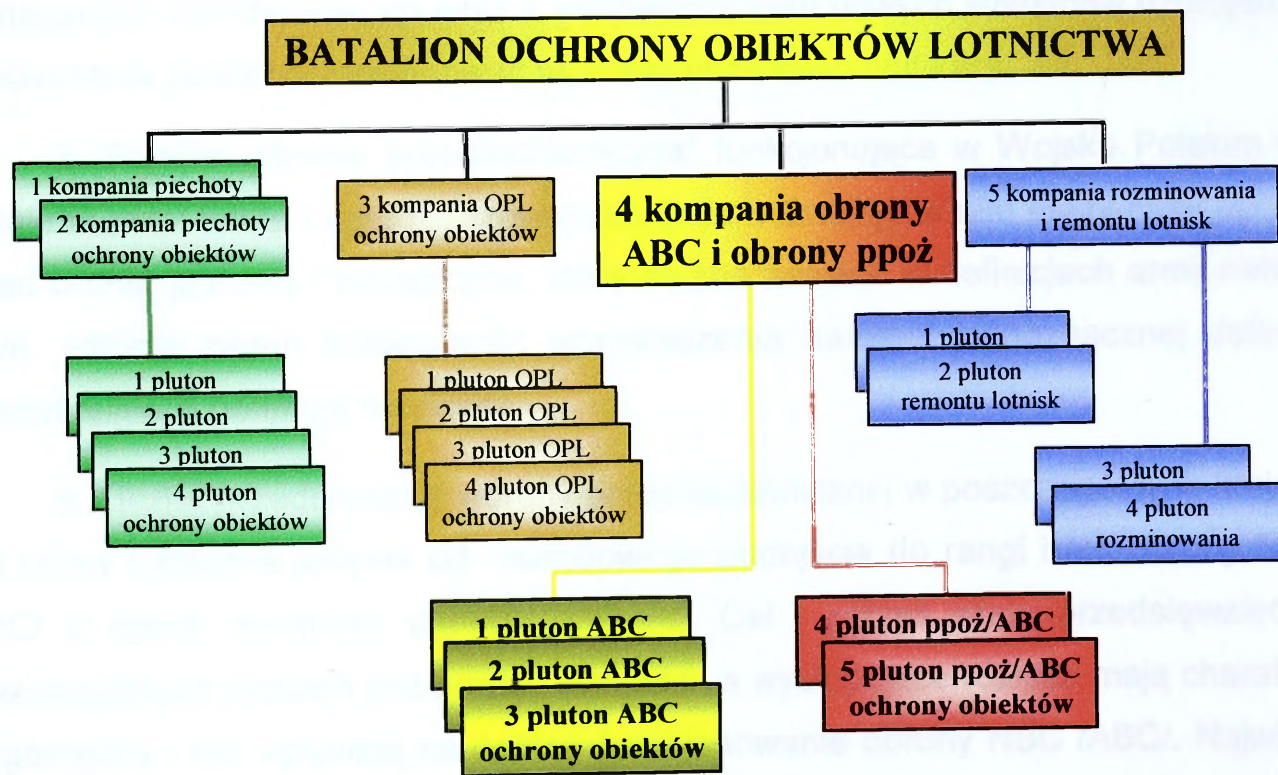 BATALION OCHRONY OBIEKTÓW LOTNICTWA
1 kompania piechoty
2 kompania piechoty
ochrony obiektów
3 kompania OPL
ochrony obiektów
4 kompania obrony
ABC i obrony ppoż
5 kompania rozminowania
i remontu lotnisk
1 pluton
2 pluton
3 pluton
4 pluton
ochrony obiektów
1 pluton OPL
2 pluton OPL
3 pluton OPL
4 pluton OPL
ochrony obiektów
1 pluton
2 pluton
remontu lotnisk
3 pluton
4 pluton
rozminowania
1 pluton ABC
2 pluton ABC
3 pluton ABC
ochrony obiektów
4 pluton ppoż/ABC
5 pluton ppoż/ABC
ochrony obiektów